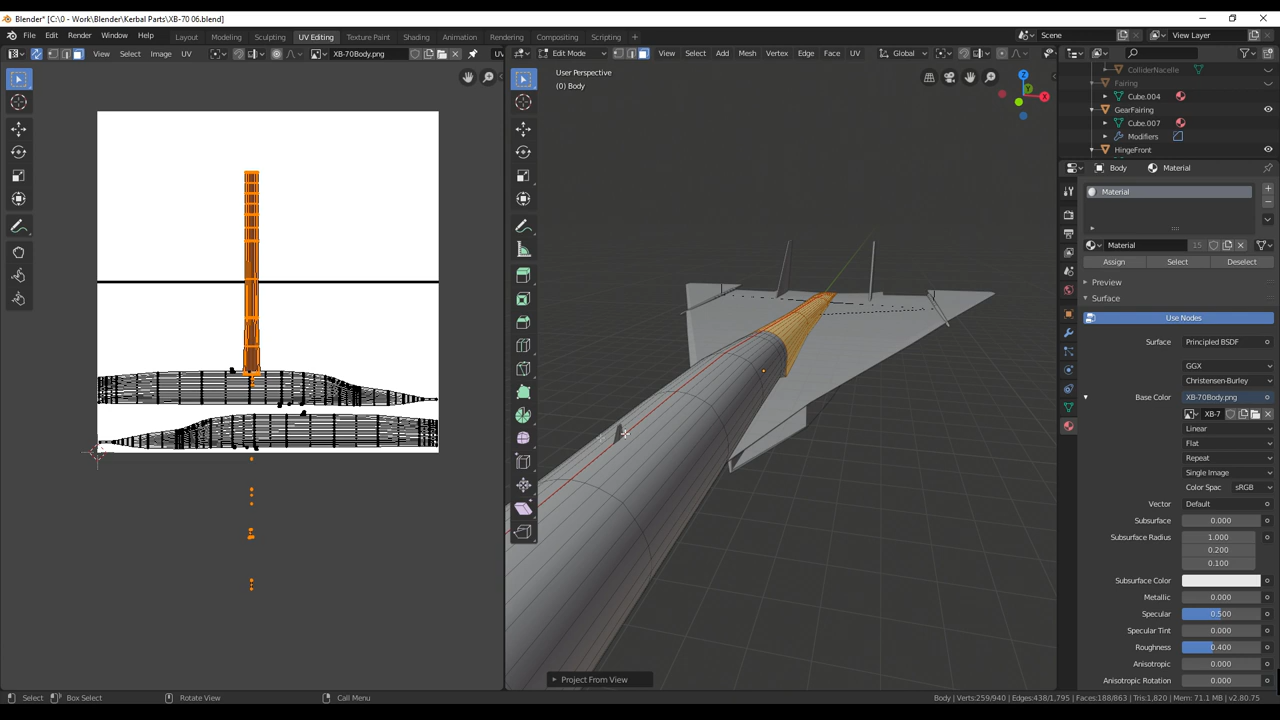 Blender* [C:\0 - Work\Blender\Kerbal Parts\XB-70 06.blend]
File Edit Render Window Help Layout Modeling Sculpting UV Editing Texture Paint Shading Animation Rendering Compositing Scripting Scene View Layer
View Select Image UV XB-70Body.png UV
Edit Mode View Select Add Mesh Vertex Edge Face UV Global
User Perspective
(0) Body
Z
Y
X
ColliderNacelle
Fairing
Cube.004
GearFairing
Cube.007
Modifiers
HingeFront
Body Material
Material
Material 15
Assign Select Deselect
Preview
Surface
Use Nodes
Surface Principled BSDF
GGX
Christensen-Burley
Base Color XB-70Body.png
XB-7
Linear
Flat
Repeat
Single Image
Color Spac sRGB
Vector Default
Subsurface 0.000
Subsurface Radius 1.000
0.200
0.100
Subsurface Color
Metallic 0.000
Specular 0.500
Specular Tint 0.000
Roughness 0.400
Anisotropic 0.000
Anisotropic Rotation 0.000
Project From View
Select Box Select Rotate View Call Menu Body | Verts:259/940 | Edges:438/1,795 | Faces:188/863 | Tris:1,820 | Mem: 71.1 MB | v2.80.75